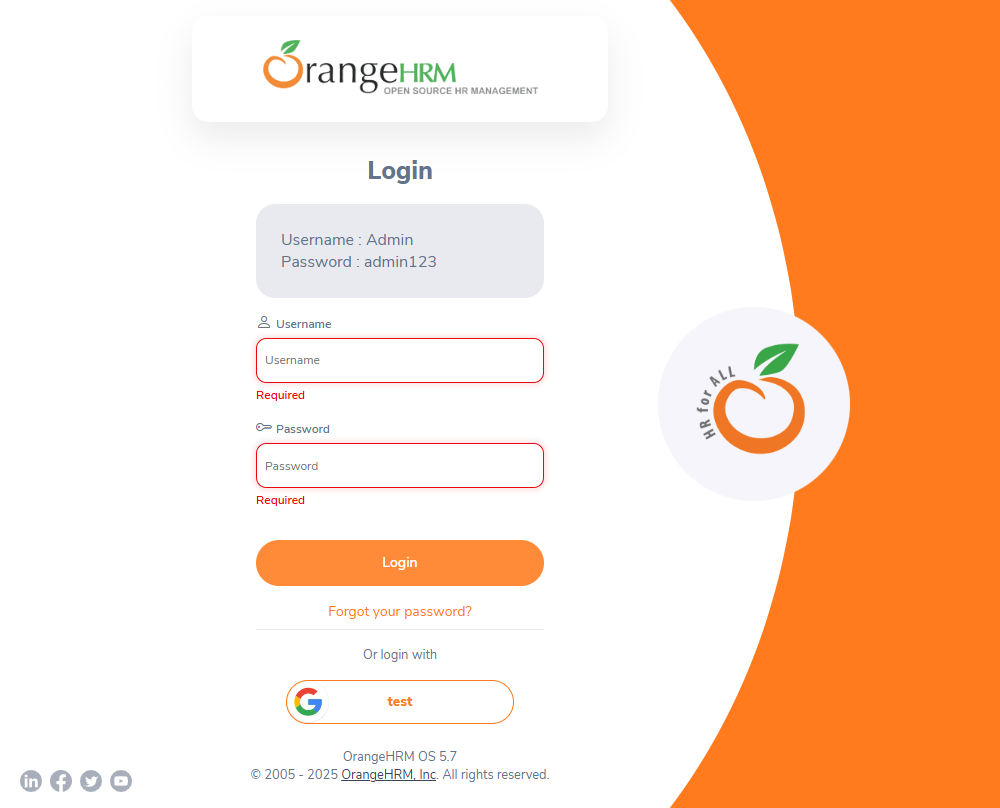 OrangeHRM
OPEN SOURCE HR MANAGEMENT
Login
Username : Admin
Password : admin123
Username
Username
Required
Password
Password
Required
Login
Forgot your password?
Or login with
test
OrangeHRM OS 5.7
© 2005 - 2025 OrangeHRM, Inc. All rights reserved.
HR for ALL
in